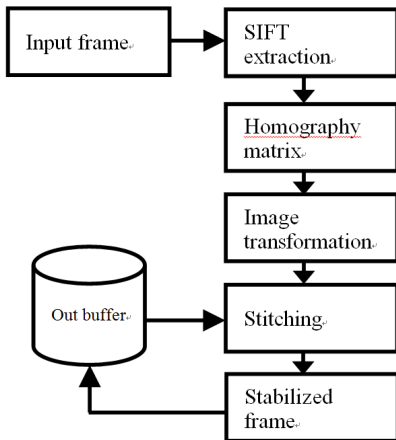 Input frame
SIFT
extraction
Homography
matrix
Image
transformation
Out buffer
Stitching
Stabilized
frame